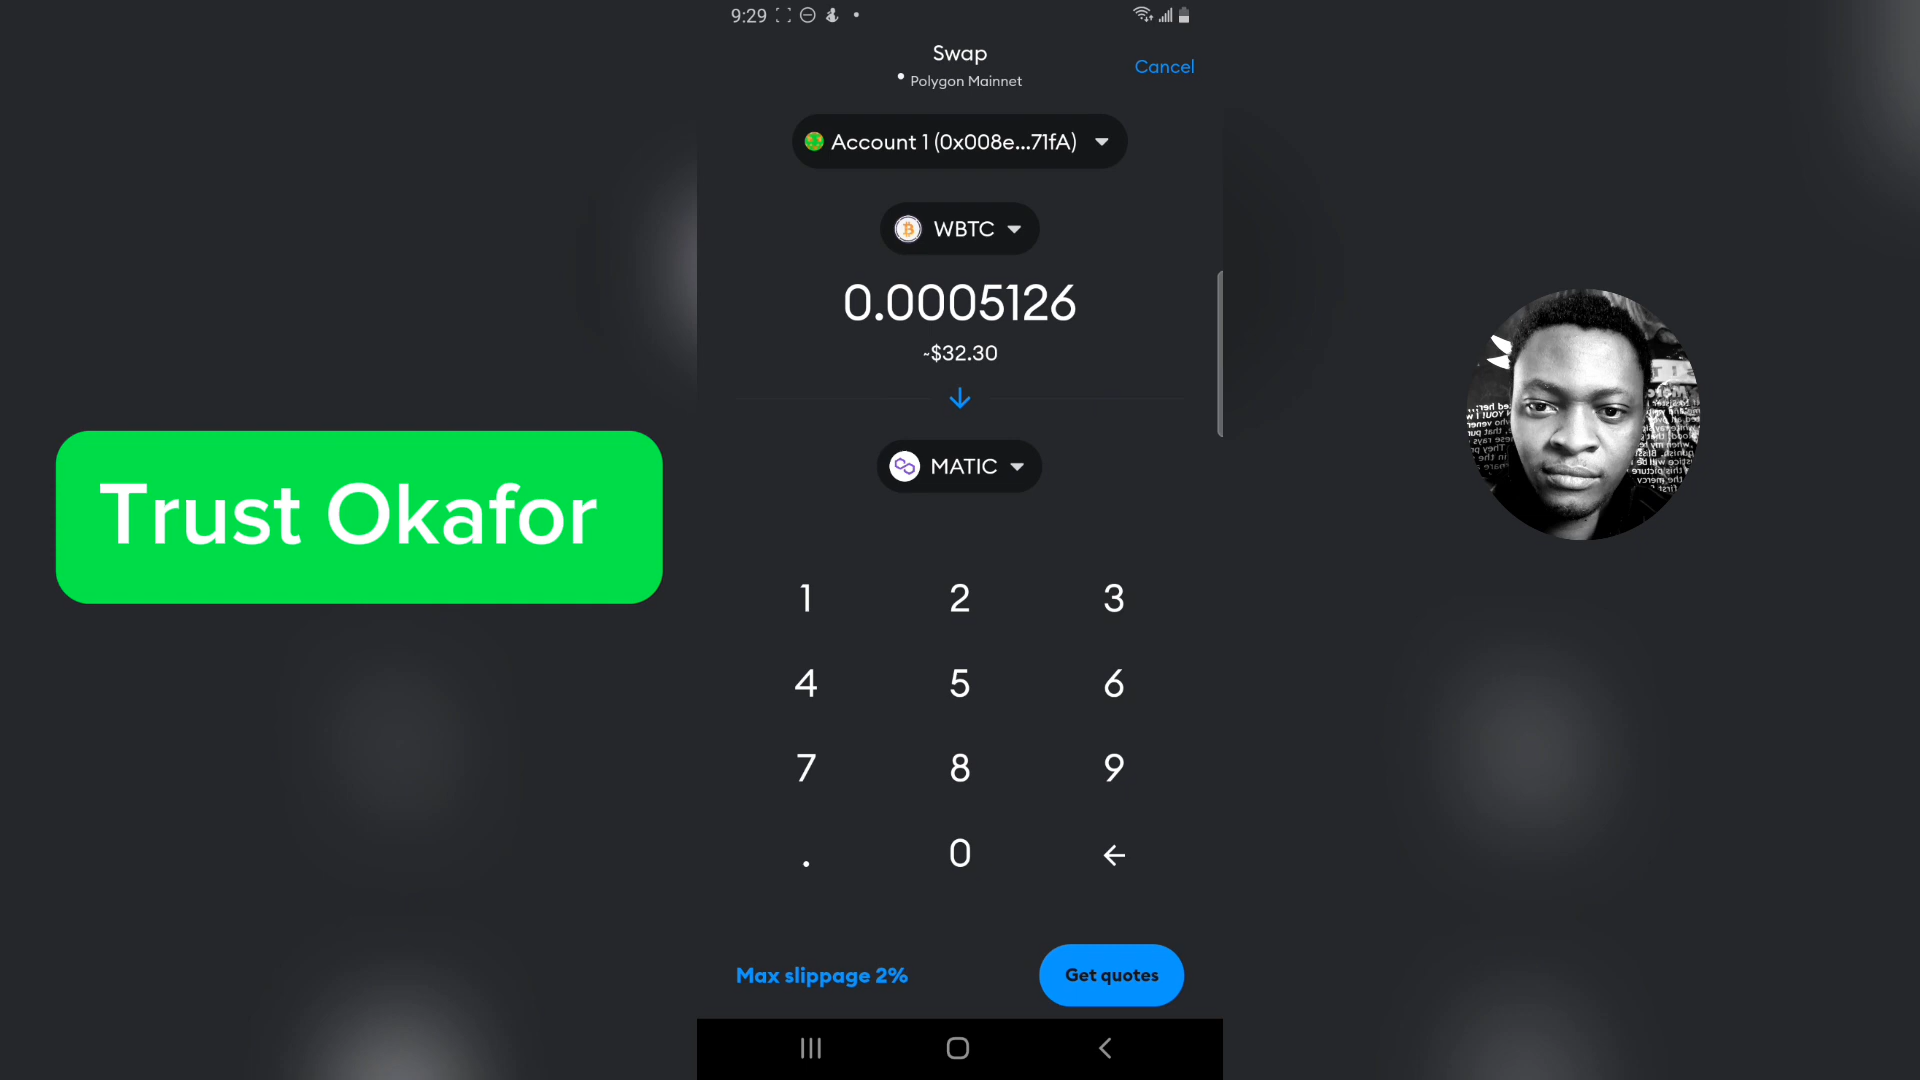 9:29
Swap
Polygon Mainnet
Cancel
Account 1 (0x008e...71fA)
WBTC
0.0005126
~$32.30
MATIC
Trust Okafor
1 2 3
4 5 6
7 8 9
. 0
Max slippage 2%
Get quotes